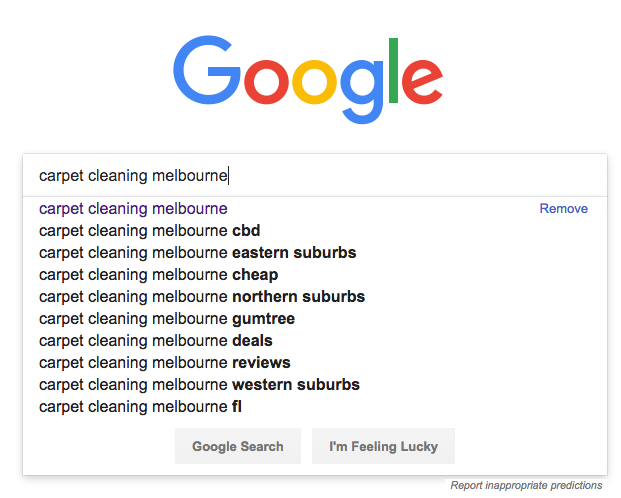 Google
carpet cleaning melbourne
carpet cleaning melbourne Remove
carpet cleaning melbourne cbd
carpet cleaning melbourne eastern suburbs
carpet cleaning melbourne cheap
carpet cleaning melbourne northern suburbs
carpet cleaning melbourne gumtree
carpet cleaning melbourne deals
carpet cleaning melbourne reviews
carpet cleaning melbourne western suburbs
carpet cleaning melbourne fl
Google Search I'm Feeling Lucky
Report inappropriate predictions